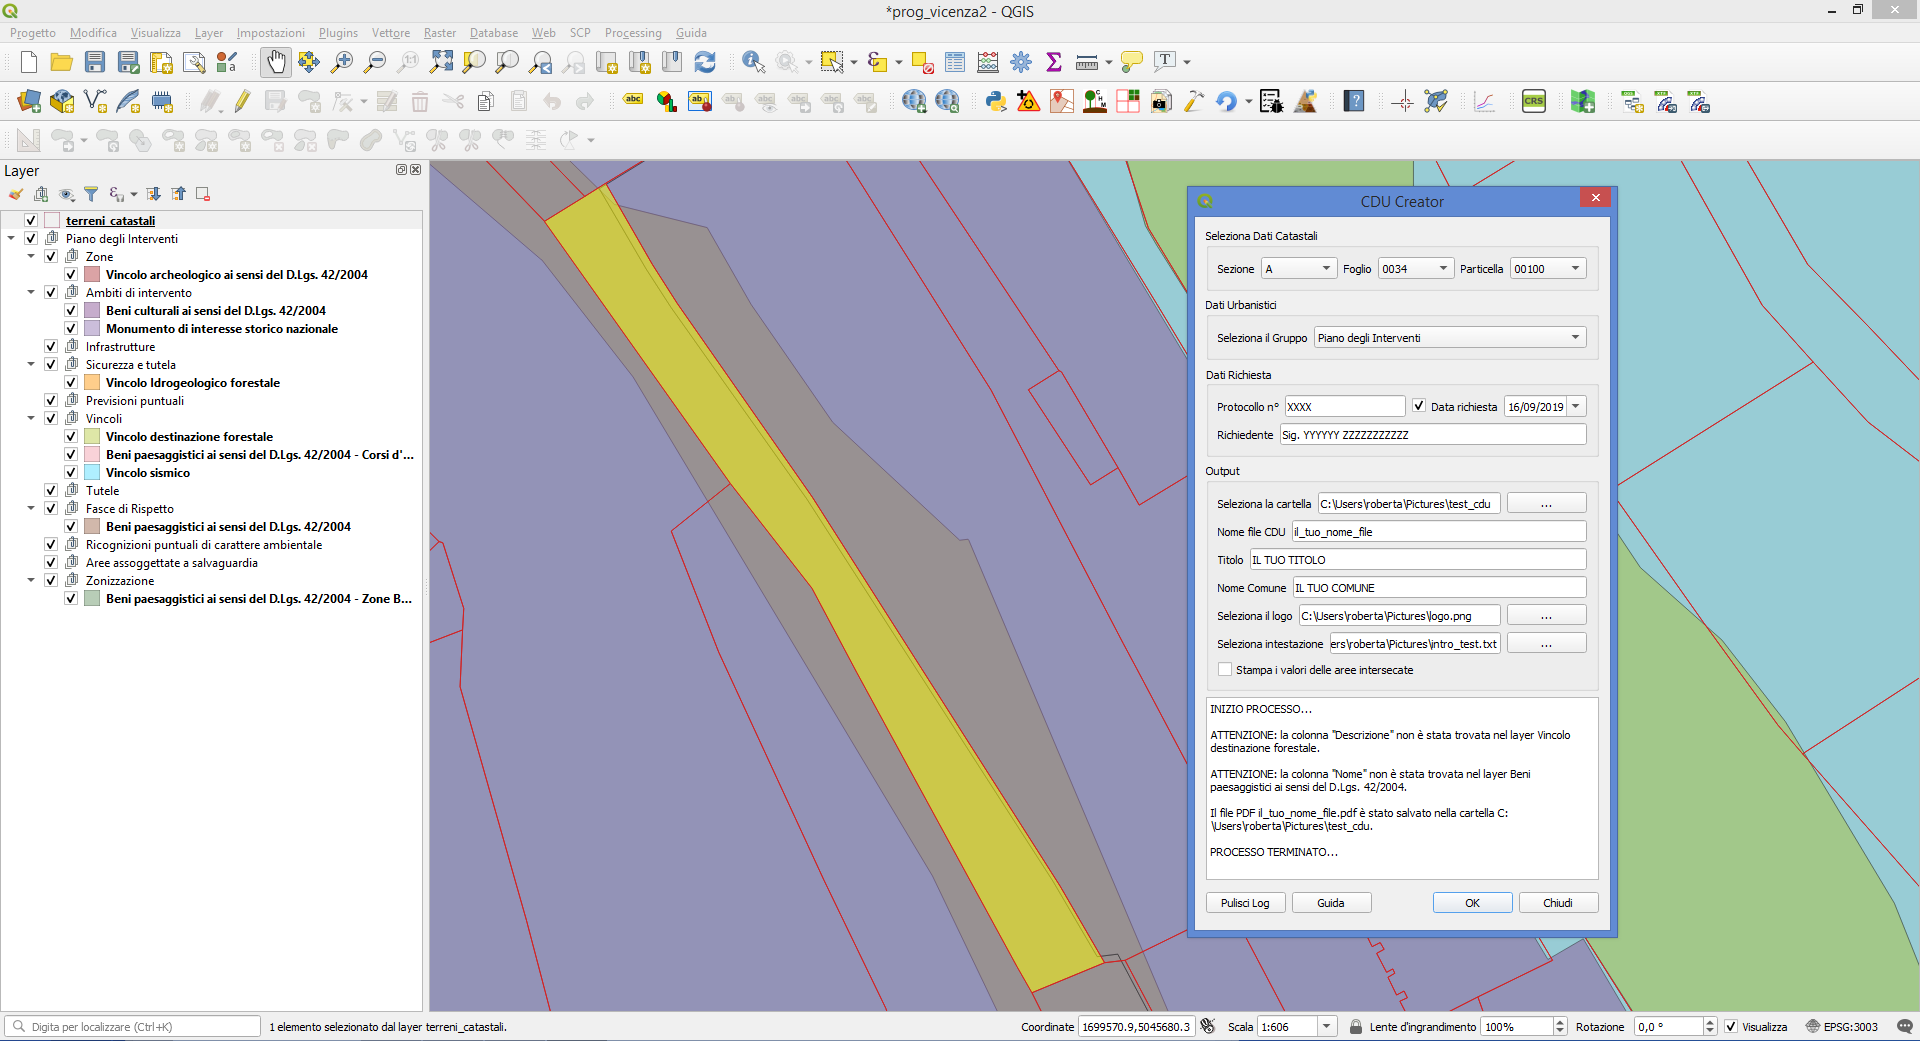 *prog_vicenza2 - QGIS
Progetto Modifica Visualizza Layer Impostazioni Plugins Vettore Raster Database Web SCP Processing Guida
Layer
terreni_catastali
Piano degli Interventi
Zone
Vincolo archeologico ai sensi del D.Lgs. 42/2004
Ambiti di intervento
Beni culturali ai sensi del D.Lgs. 42/2004
Monumento di interesse storico nazionale
Infrastrutture
Sicurezza e tutela
Vincolo Idrogeologico forestale
Previsioni puntuali
Vincoli
Vincolo destinazione forestale
Beni paesaggistici ai sensi del D.Lgs. 42/2004 - Corsi d'...
Vincolo sismico
Tutele
Fasce di Rispetto
Beni paesaggistici ai sensi del D.Lgs. 42/2004
Ricognizioni puntuali di carattere ambientale
Aree assoggettate a salvaguardia
Zonizzazione
Beni paesaggistici ai sensi del D.Lgs. 42/2004 - Zone B...
CDU Creator
Seleziona Dati Catastali
Sezione A Foglio 0034 Particella 00100
Dati Urbanistici
Seleziona il Gruppo Piano degli Interventi
Dati Richiesta
Protocollo n° XXXX Data richiesta 16/09/2019
Richiedente Sig. YYYYYY ZZZZZZZZZZZ
Output
Seleziona la cartella C:\Users\roberta\Pictures\test_cdu ...
Nome file CDU il_tuo_nome_file
Titolo IL TUO TITOLO
Nome Comune IL TUO COMUNE
Seleziona il logo C:\Users\roberta\Pictures\logo.png ...
Seleziona intestazione ers\roberta\Pictures\intro_test.txt ...
Stampa i valori delle aree intersecate
INIZIO PROCESSO...
ATTENZIONE: la colonna "Descrizione" non è stata trovata nel layer Vincolo
destinazione forestale.
ATTENZIONE: la colonna "Nome" non è stata trovata nel layer Beni
paesaggistici ai sensi del D.Lgs. 42/2004.
Il file PDF il_tuo_nome_file.pdf è stato salvato nella cartella C:
\Users\roberta\Pictures\test_cdu.
PROCESSO TERMINATO...
Pulisci Log Guida OK Chiudi
Digita per localizzare (Ctrl+K) 1 elemento selezionato dal layer terreni_catastali. Coordinate 1699570.9,5045680.3 Scala 1:606 Lente d'ingrandimento 100% Rotazione 0,0 ° Visualizza EPSG:3003